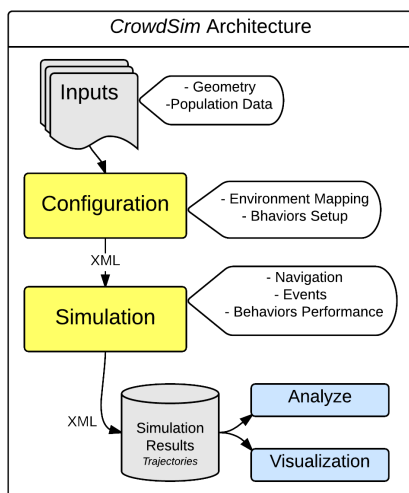 CrowdSim Architecture
Inputs
- Geometry
-Population Data
Configuration
- Environment Mapping
- Bhaviors Setup
XML
Simulation
- Navigation
- Events
- Behaviors Performance
XML
Simulation
Results
Trajectories
Analyze
Visualization